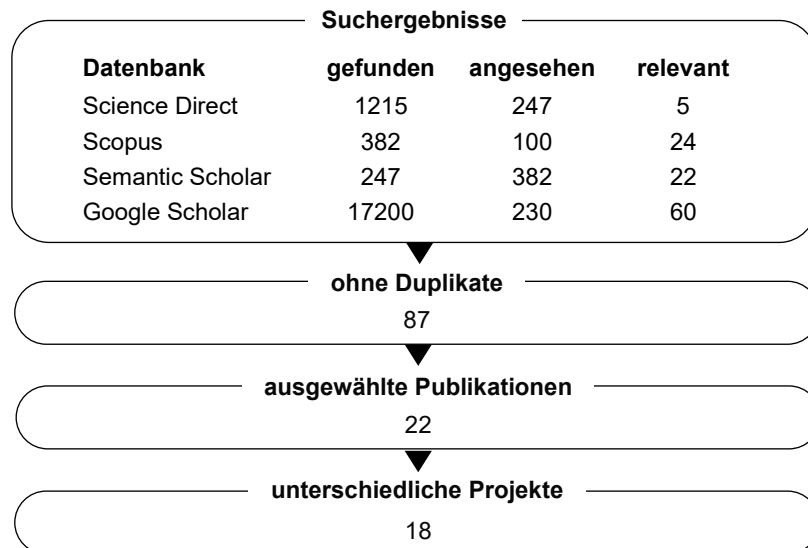 Suchergebnisse
Datenbank gefunden angesehen relevant
Science Direct 1215 247 5
Scopus 382 100 24
Semantic Scholar 247 382 22
Google Scholar 17200 230 60
ohne Duplikate
87
ausgewählte Publikationen
22
unterschiedliche Projekte
18